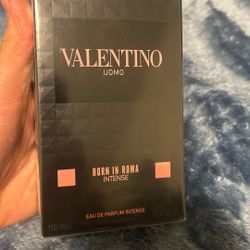 VALENTINO
UOMO
BORN IN ROMA
INTENSE
EAU DE PARFUM INTENSE
100 ml